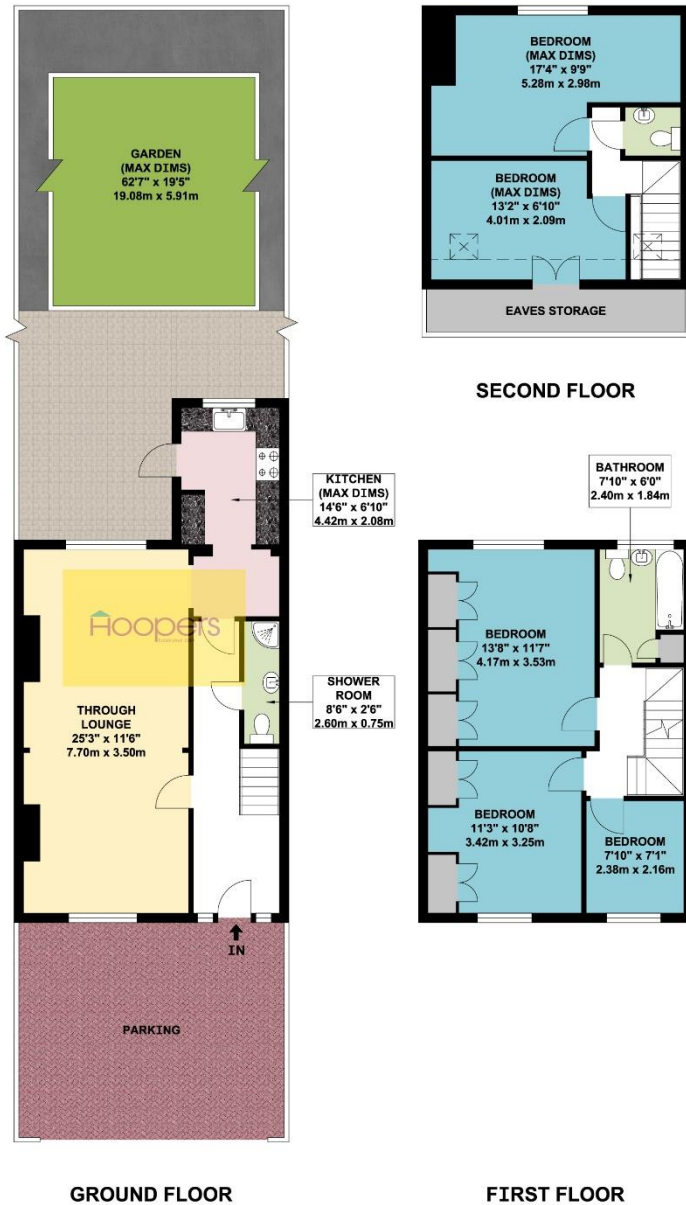 GARDEN
(MAX DIMS)
62'7" x 19'5"
19.08m x 5.91m
KITCHEN
(MAX DIMS)
14'6" x 6'10"
4.42m x 2.08m
Hoopers
THROUGH
LOUNGE
25'3" x 11'6"
7.70m x 3.50m
SHOWER
ROOM
8'6" x 2'6"
2.60m x 0.75m
IN
PARKING
GROUND FLOOR
BEDROOM
(MAX DIMS)
17'4" x 9'9"
5.28m x 2.98m
BEDROOM
(MAX DIMS)
13'2" x 6'10"
4.01m x 2.09m
EAVES STORAGE
SECOND FLOOR
BATHROOM
7'10" x 6'0"
2.40m x 1.84m
BEDROOM
13'8" x 11'7"
4.17m x 3.53m
BEDROOM
11'3" x 10'8"
3.42m x 3.25m
BEDROOM
7'10" x 7'1"
2.38m x 2.16m
FIRST FLOOR